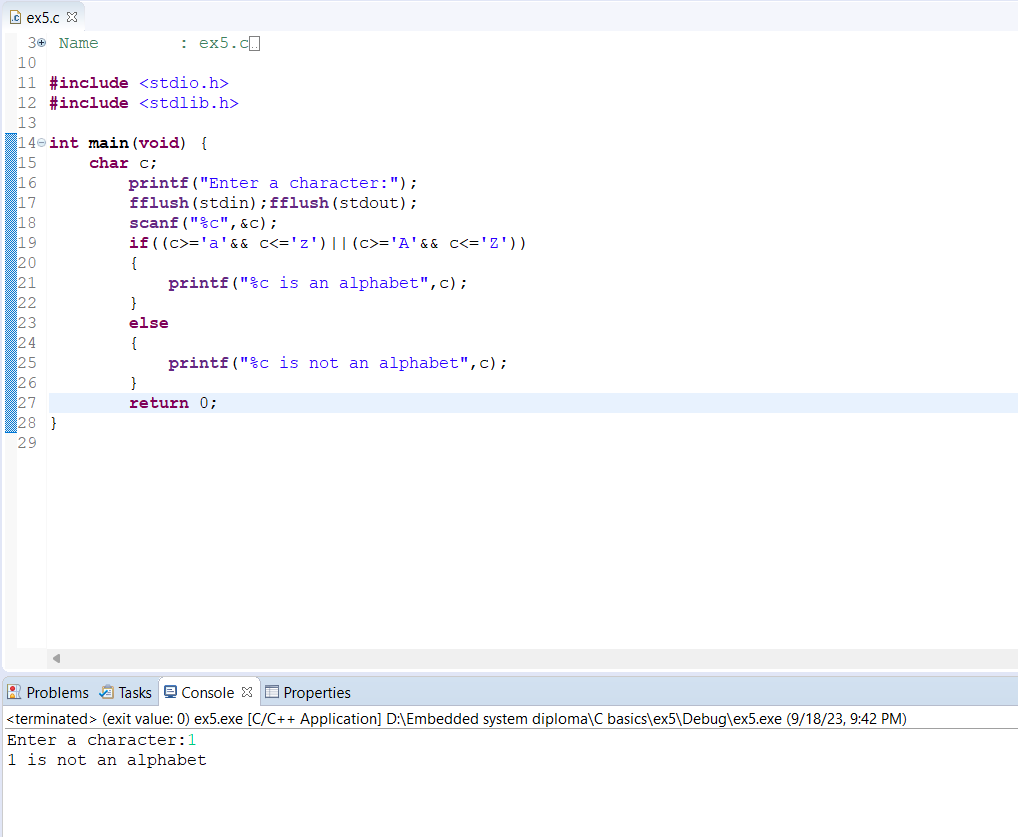 ex5.c
3 Name : ex5.c
10
11 #include <stdio.h>
12 #include <stdlib.h>
13
14 int main(void) {
15 char c;
16 printf("Enter a character:");
17 fflush(stdin);fflush(stdout);
18 scanf("%c",&c);
19 if((c>='a'&& c<='z')||(c>='A'&& c<='Z'))
20 {
21 printf("%c is an alphabet",c);
22 }
23 else
24 {
25 printf("%c is not an alphabet",c);
26 }
27 return 0;
28 }
29
Problems Tasks Console Properties
<terminated> (exit value: 0) ex5.exe [C/C++ Application] D:\Embedded system diploma\C basics\ex5\Debug\ex5.exe (9/18/23, 9:42 PM)
Enter a character:1
1 is not an alphabet